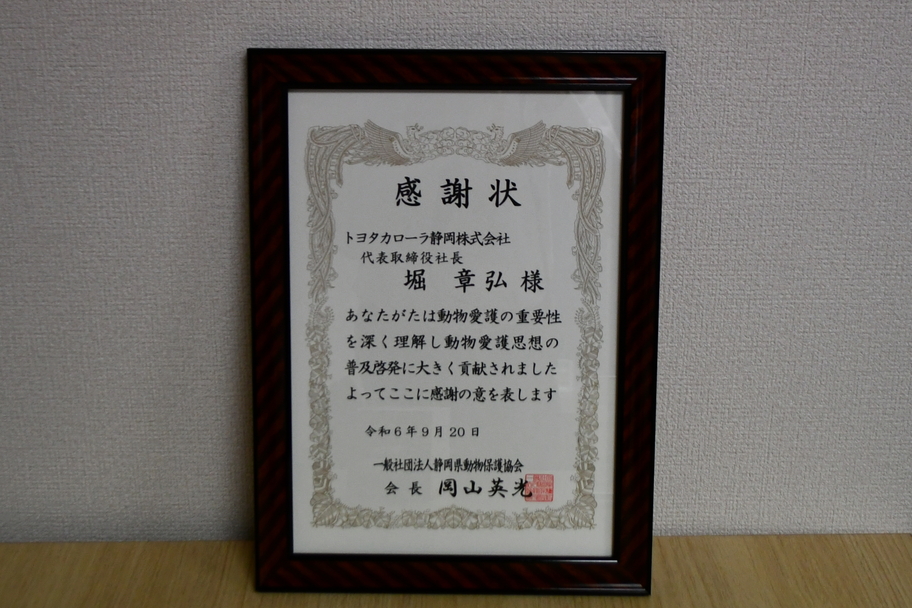 感謝状
トヨタカローラ静岡株式会社
代表取締役社長
堀 章弘 様
あなたがたは動物愛護の重要性
を深く理解し動物愛護思想の
普及啓発に大きく貢献されました
よってここに感謝の意を表します
令和6年9月20日
一般社団法人静岡県動物保護協会
会長 岡山英光